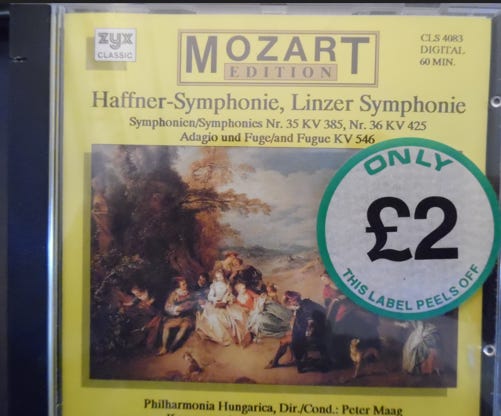 zyx
CLASSIC
MOZART
EDITION
CLS 4083
DIGITAL
60 MIN.
Haffner-Symphonie, Linzer Symphonie
Symphonien/Symphonies Nr. 35 KV 385, Nr. 36 KV 425
Adagio und Fuge/and Fugue KV 546
ONLY
£2
THIS LABEL PEELS OFF
Philharmonia Hungarica, Dir./Cond.: Peter Maag